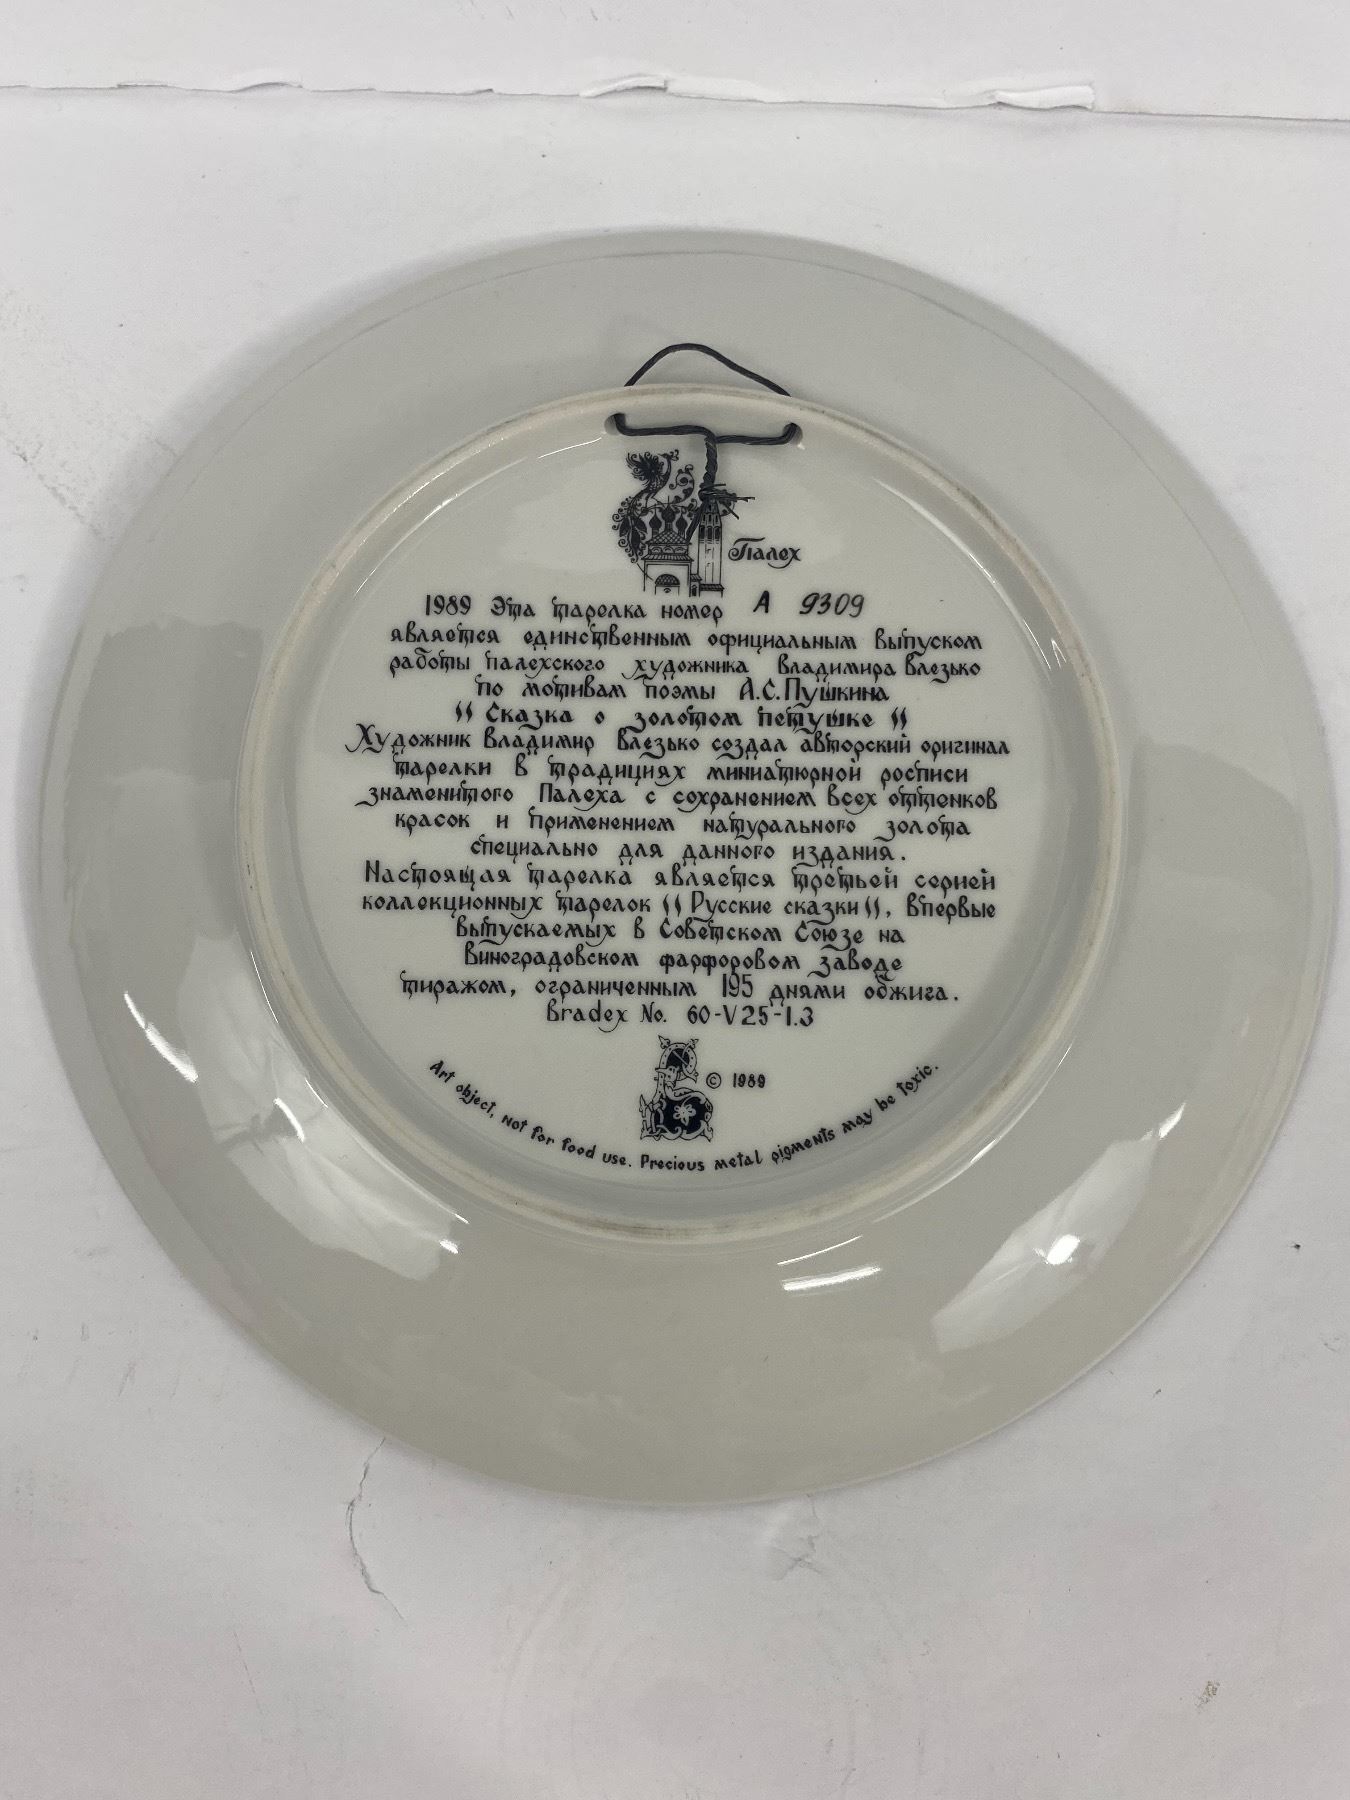 Палех
1989 Эта тарелка номер А 9309
является единственным официальным выпуском
работы палехского художника Владимира Влезько
по мотивам поэмы А.С.Пушкина
"Сказка о золотом петушке"
Художник Владимир Влезько создал авторский оригинал
тарелки в традициях миниатюрной росписи
знаменитого Палеха с сохранением всех оттенков
красок и применением натурального золота
специально для данного издания.
Настоящая тарелка является третьей серией
коллекционных тарелок "Русские сказки", впервые
выпускаемых в Советском Союзе на
Виноградовском фарфоровом заводе
тиражом, ограниченным 195 днями обжига.
Bradex No. 60-V25-1.3
© 1989
Art object, not for food use. Precious metal pigments may be toxic.